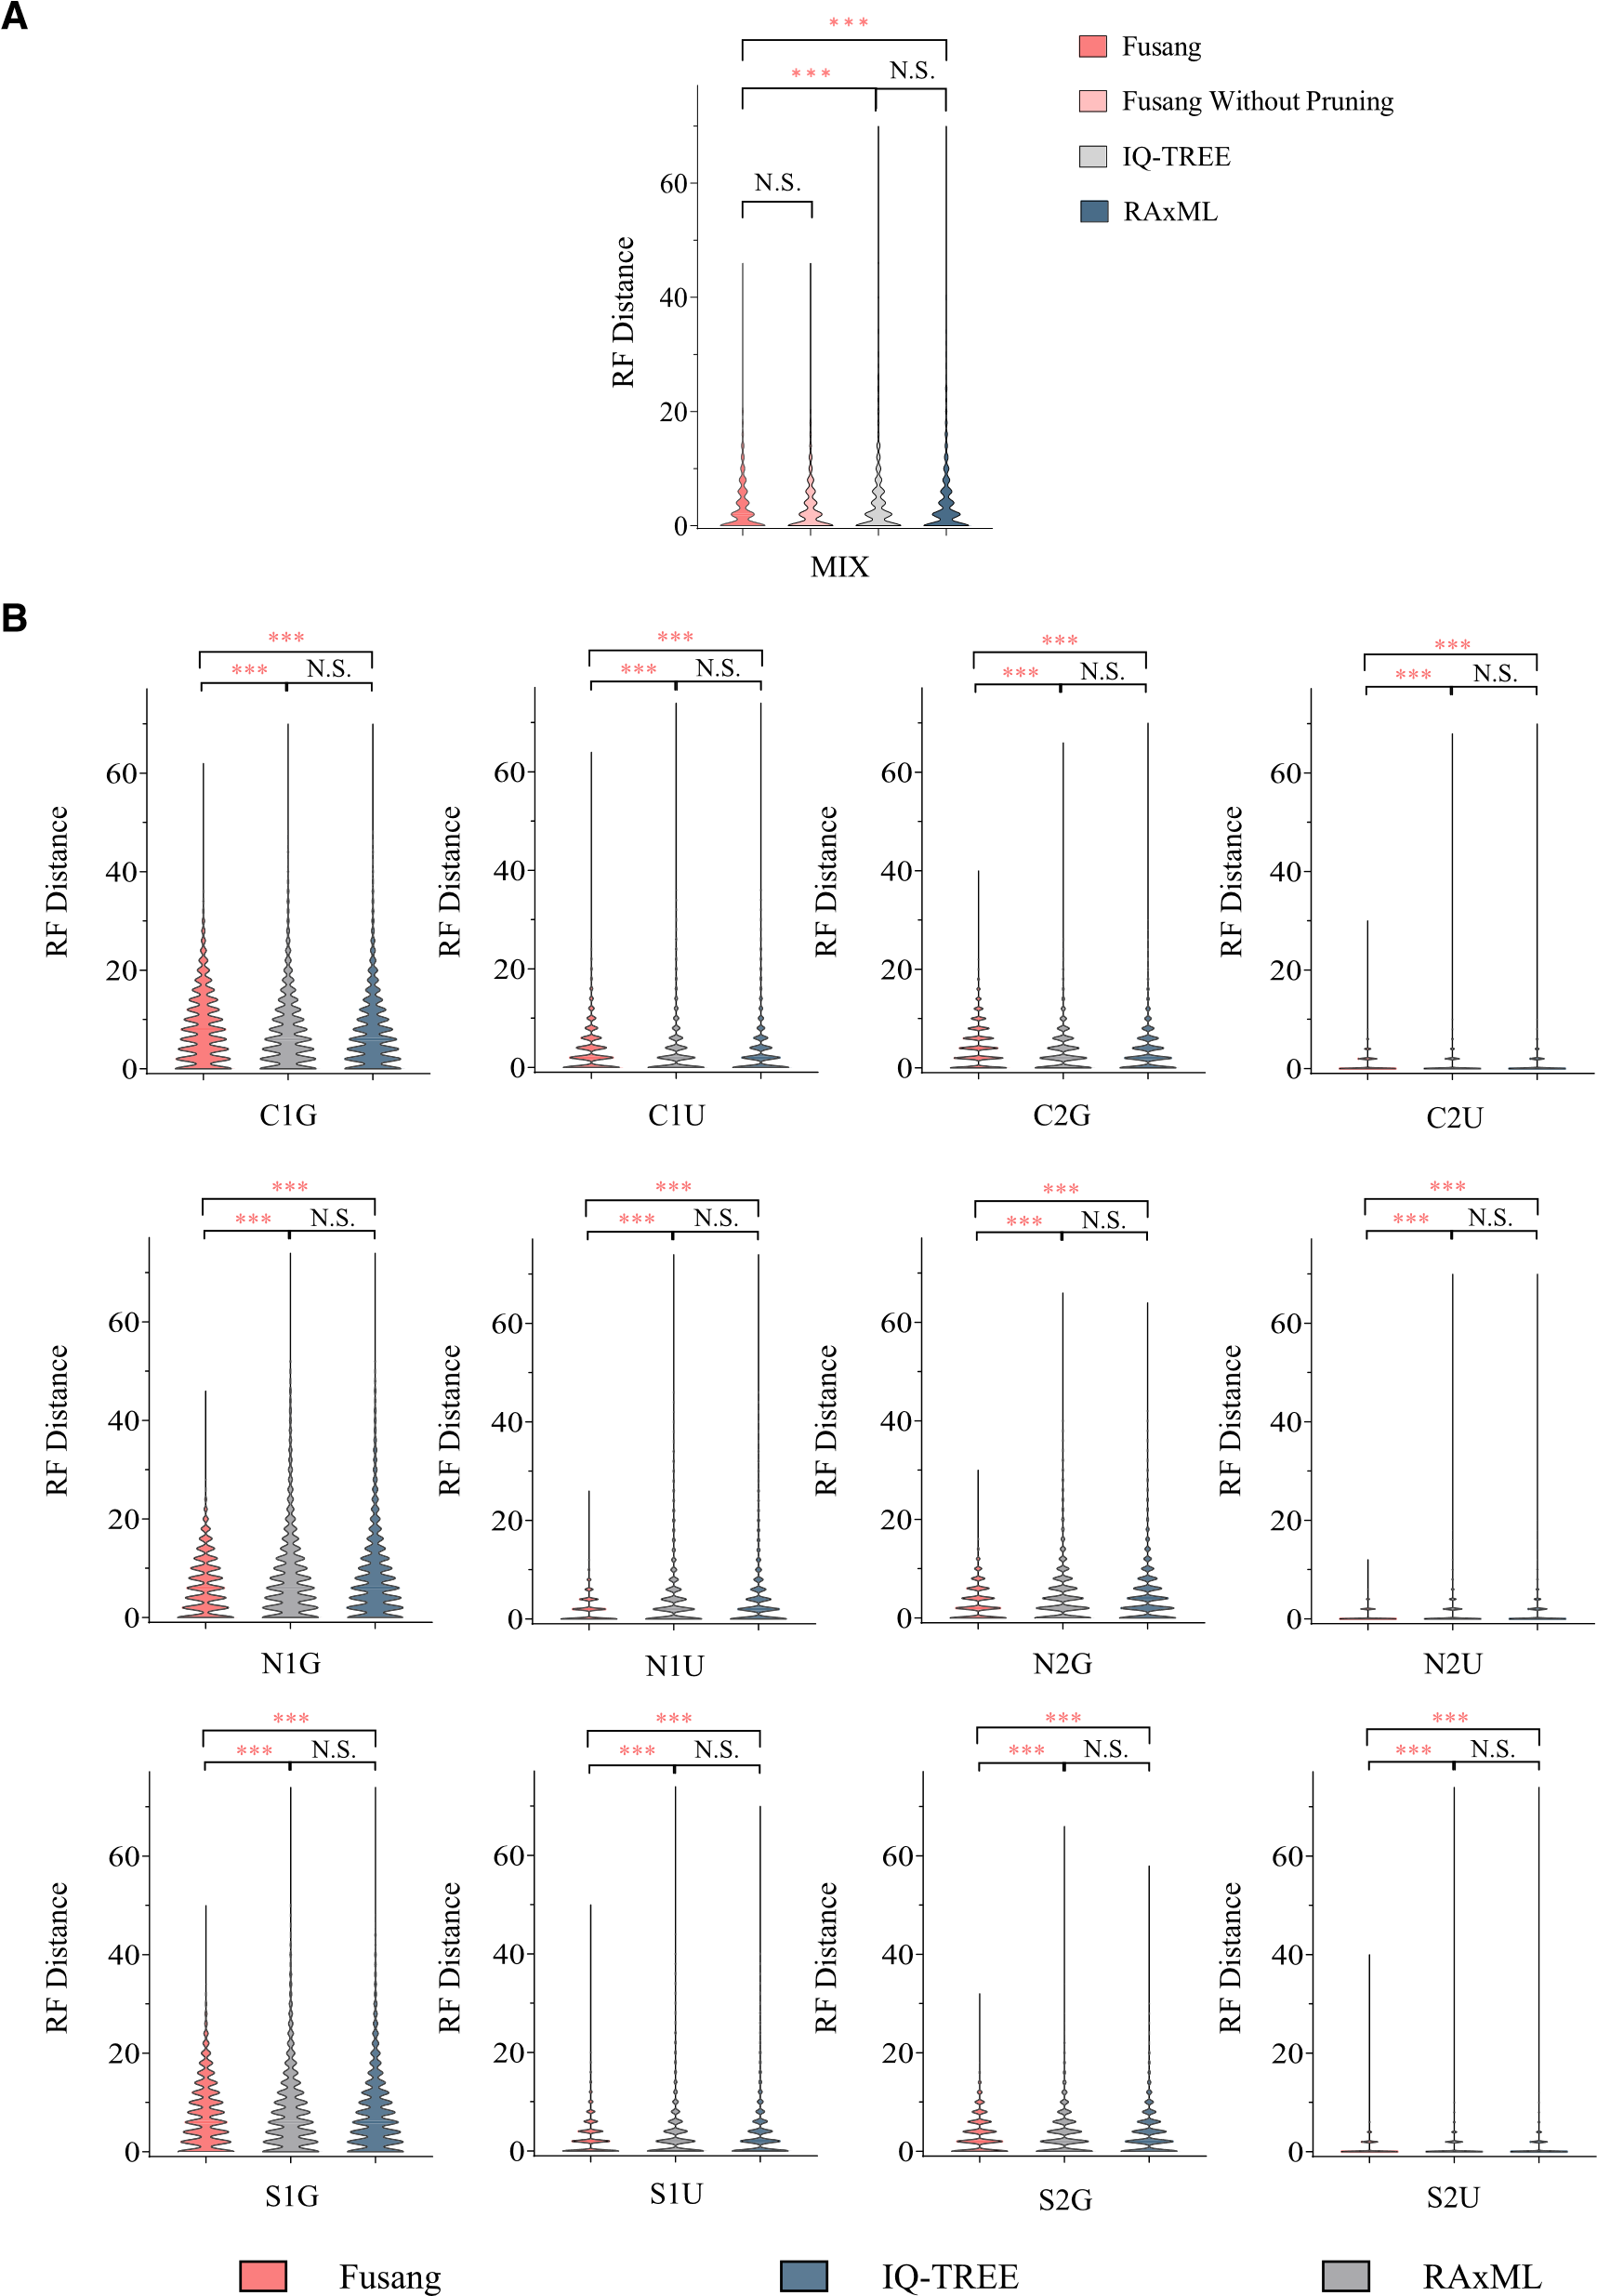 A
***
Fusang
***
N.S.
Fusang Without Pruning
IQ-TREE
60
N.S.
RAxML
RF Distance
40
20
0
MIX
B
***
***
***
***
***
N.S.
***
N.S.
***
N.S.
***
N.S.
RF Distance
60
40
20
0
RF Distance
60
40
20
0
RF Distance
60
40
20
0
RF Distance
60
40
20
0
C1G
C1U
C2G
C2U
***
***
***
***
***
N.S.
***
N.S.
***
N.S.
***
N.S.
RF Distance
60
40
20
0
RF Distance
60
40
20
0
RF Distance
60
40
20
0
RF Distance
60
40
20
0
N1G
N1U
N2G
N2U
***
***
***
***
***
N.S.
***
N.S.
***
N.S.
***
N.S.
RF Distance
60
40
20
0
RF Distance
60
40
20
0
RF Distance
60
40
20
0
RF Distance
60
40
20
0
S1G
S1U
S2G
S2U
Fusang
IQ-TREE
RAxML